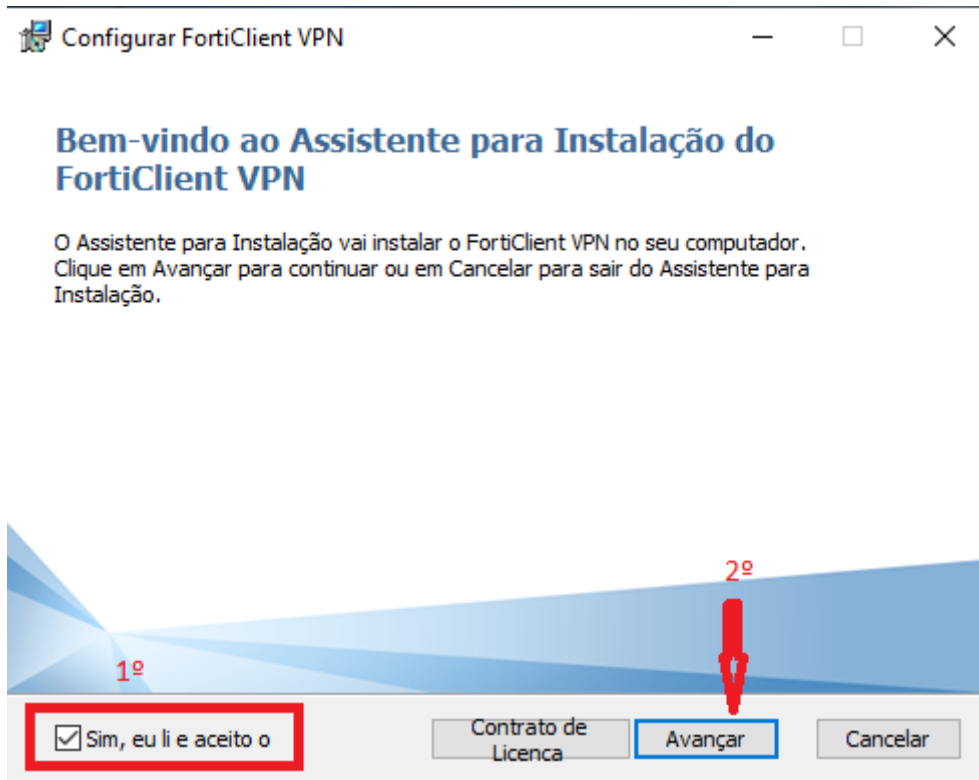 Configurar FortiClient VPN
Bem-vindo ao Assistente para Instalação do
FortiClient VPN
O Assistente para Instalação vai instalar o FortiClient VPN no seu computador.
Clique em Avançar para continuar ou em Cancelar para sair do Assistente para
Instalação.
2º
1º
Sim, eu li e aceito o
Contrato de
Licenca
Avançar
Cancelar